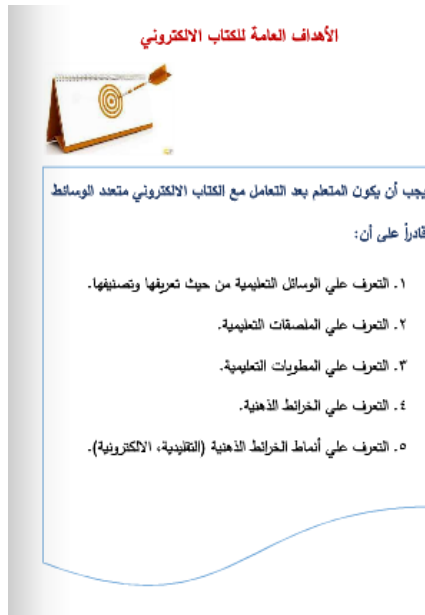 الأهداف العامة للكتاب الالكتروني
يجب أن يكون المتعلم بعد التعامل مع الكتاب الالكتروني متعدد الوسائط
قادراً على أن:
١. التعرف علي الوسائل التعليمية من حيث تعريفها وتصنيفها.
٢. التعرف علي الملصقات التعليمية.
٣. التعرف علي المطويات التعليمية.
٤. التعرف علي الخرائط الذهنية.
٥. التعرف علي أنماط الخرائط الذهنية (التقليدية، الالكترونية).